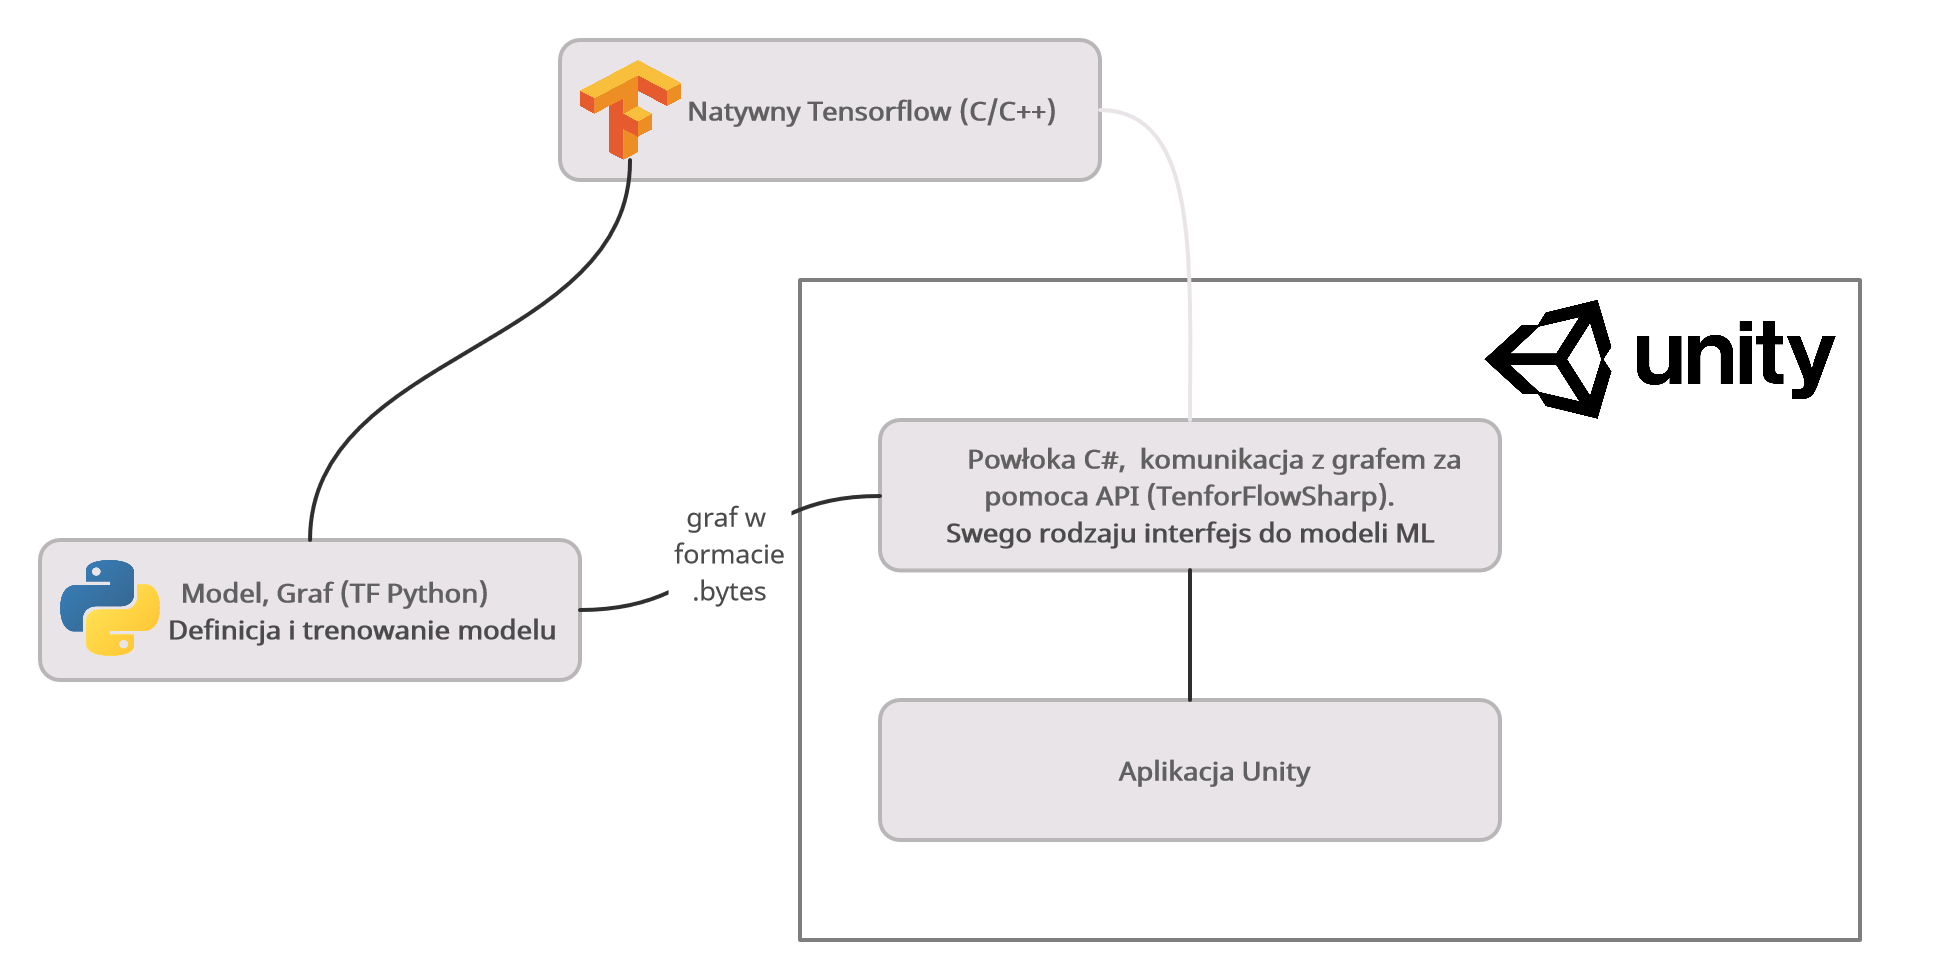 Natywny Tensorflow (C/C++)
unity
Powłoka C#,  komunikacja z grafem za
pomoca API (TenforFlowSharp).
Swego rodzaju interfejs do modeli ML
graf w
formacie
.bytes
Model, Graf (TF Python)
Definicja i trenowanie modelu
Aplikacja Unity